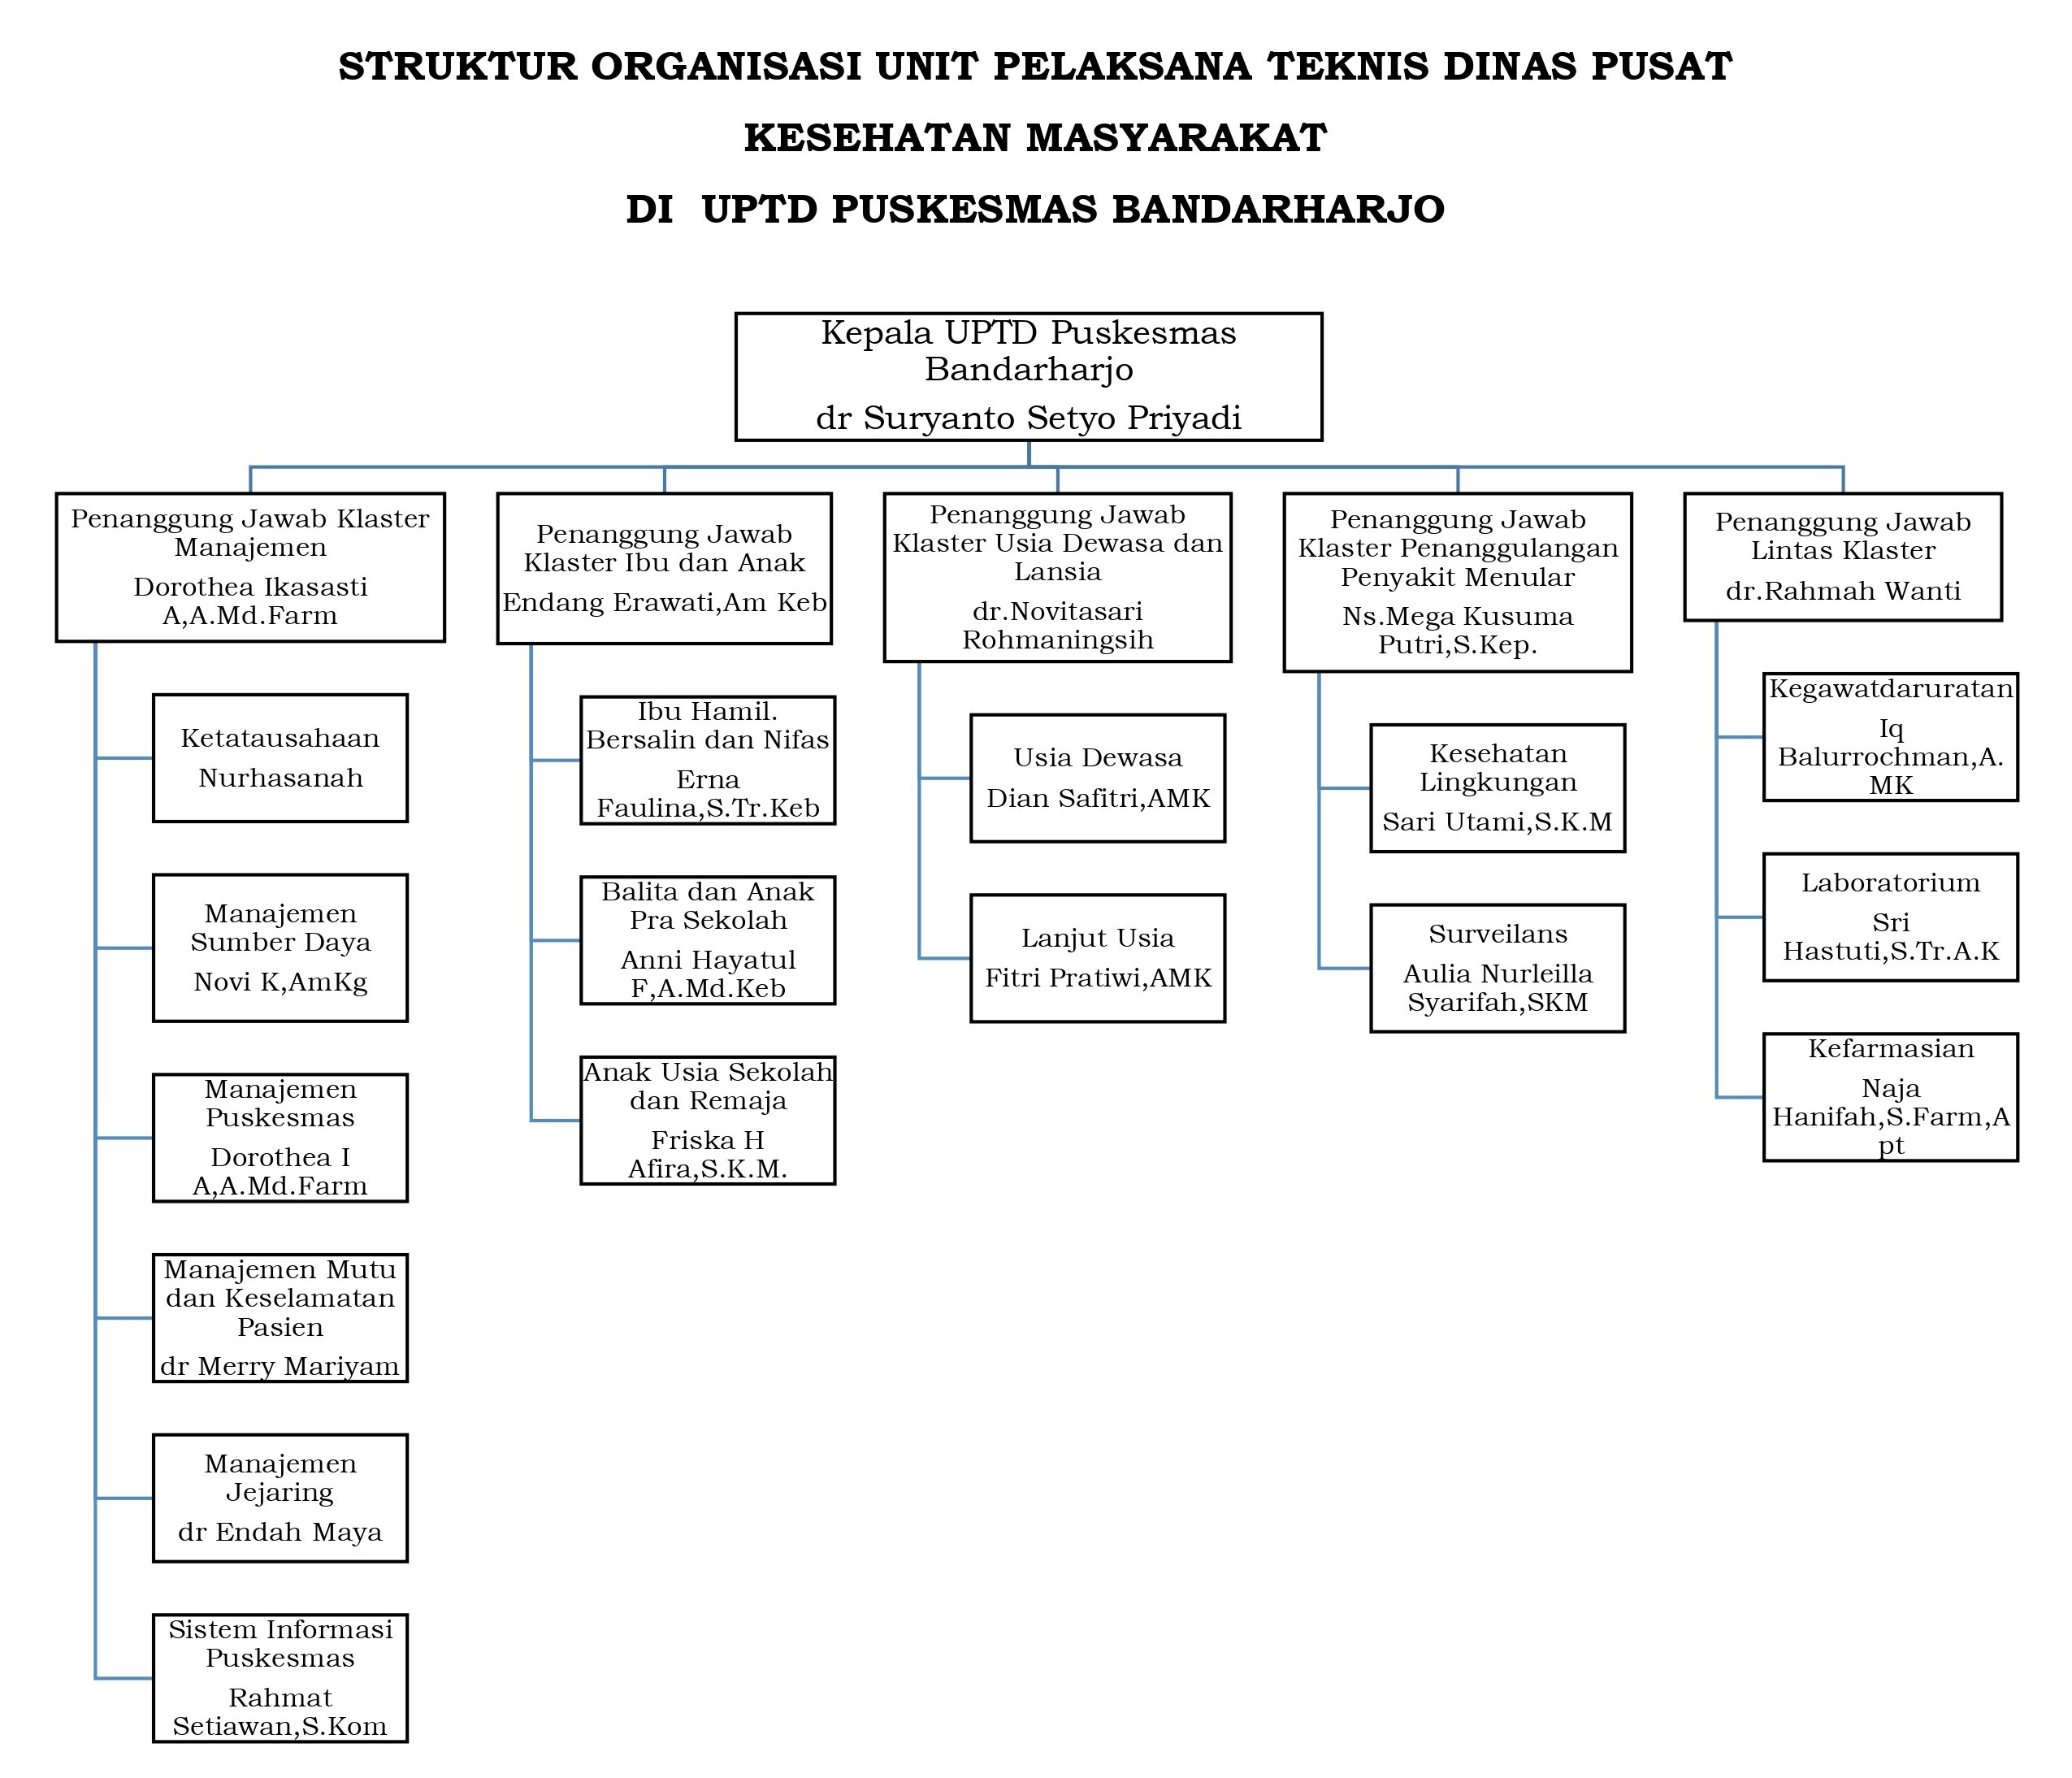 STRUKTUR ORGANISASI UNIT PELAKSANA TEKNIS DINAS PUSAT
KESEHATAN MASYARAKAT
DI UPTD PUSKESMAS BANDARHARJO
Kepala UPTD Puskesmas
Bandarharjo
dr Suryanto Setyo Priyadi
Penanggung Jawab Klaster
Manajemen
Dorothea Ikasasti
A,A.Md.Farm
Ketatausahaan
Nurhasanah
Manajemen
Sumber Daya
Novi K,AmKg
Manajemen
Puskesmas
Dorothea I
A,A.Md.Farm
Manajemen Mutu
dan Keselamatan
Pasien
dr Merry Mariyam
Manajemen
Jejaring
dr Endah Maya
Sistem Informasi
Puskesmas
Rahmat
Setiawan,S.Kom
Penanggung Jawab
Klaster Ibu dan Anak
Endang Erawati,Am Keb
Ibu Hamil.
Bersalin dan Nifas
Erna
Faulina,S.Tr.Keb
Balita dan Anak
Pra Sekolah
Anni Hayatul
F,A.Md.Keb
Anak Usia Sekolah
dan Remaja
Friska H
Afira,S.K.M.
Penanggung Jawab
Klaster Usia Dewasa dan
Lansia
dr.Novitasari
Rohmaningsih
Usia Dewasa
Dian Safitri,AMK
Lanjut Usia
Fitri Pratiwi,AMK
Penanggung Jawab
Klaster Penanggulangan
Penyakit Menular
Ns.Mega Kusuma
Putri,S.Kep.
Kesehatan
Lingkungan
Sari Utami,S.K.M
Surveilans
Aulia Nurleilla
Syarifah,SKM
Penanggung Jawab
Lintas Klaster
dr.Rahmah Wanti
Kegawatdaruratan
Iq
Balurrochman,A.
MK
Laboratorium
Sri
Hastuti,S.Tr.A.K
Kefarmasian
Naja
Hanifah,S.Farm,A
pt